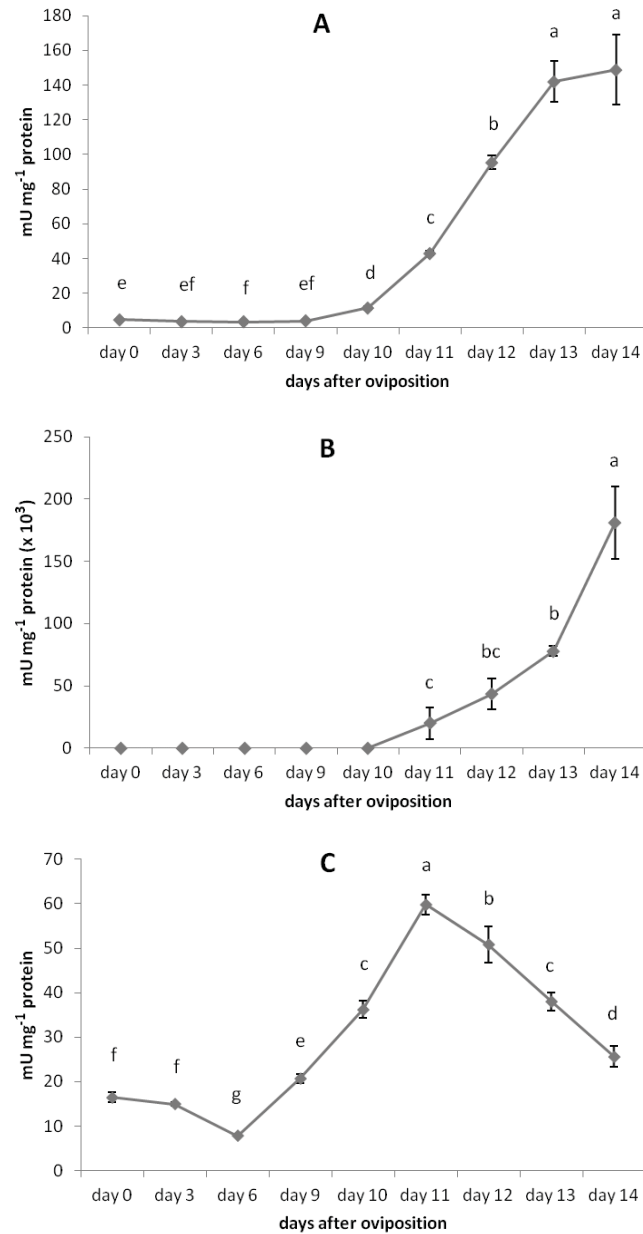 A
180
160
140
120
100
80
60
40
20
0
mU mg⁻¹ protein
e ef f ef d c b a a
day 0 day 3 day 6 day 9 day 10 day 11 day 12 day 13 day 14
days after oviposition
B
250
200
150
100
50
0
mU mg⁻¹ protein (x 10³)
c bc b a
day 0 day 3 day 6 day 9 day 10 day 11 day 12 day 13 day 14
days after oviposition
C
70
60
50
40
30
20
10
0
mU mg⁻¹ protein
f f g e c a b c d
day 0 day 3 day 6 day 9 day 10 day 11 day 12 day 13 day 14
days after oviposition